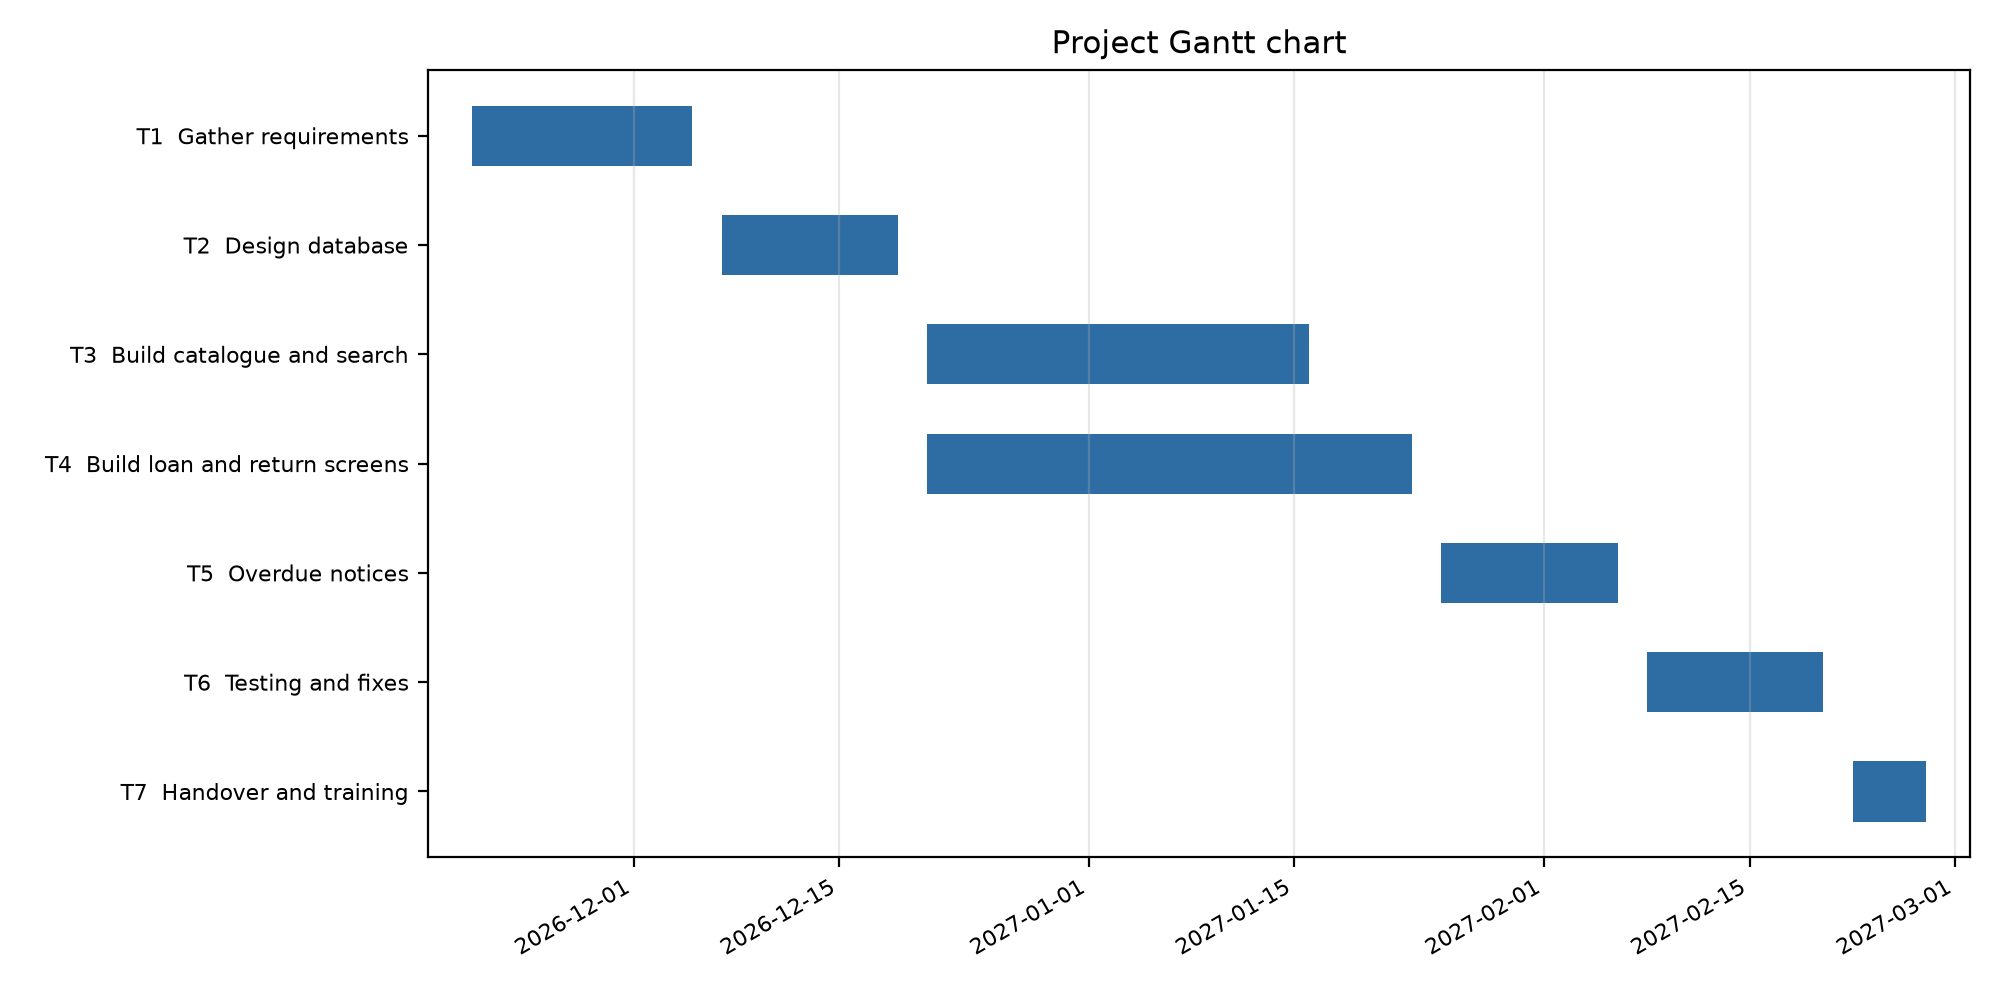 Project Gantt chart
T1  Gather requirements
T2  Design database
T3  Build catalogue and search
T4  Build loan and return screens
T5  Overdue notices
T6  Testing and fixes
T7  Handover and training
2026-12-01
2026-12-15
2027-01-01
2027-01-15
2027-02-01
2027-02-15
2027-03-01